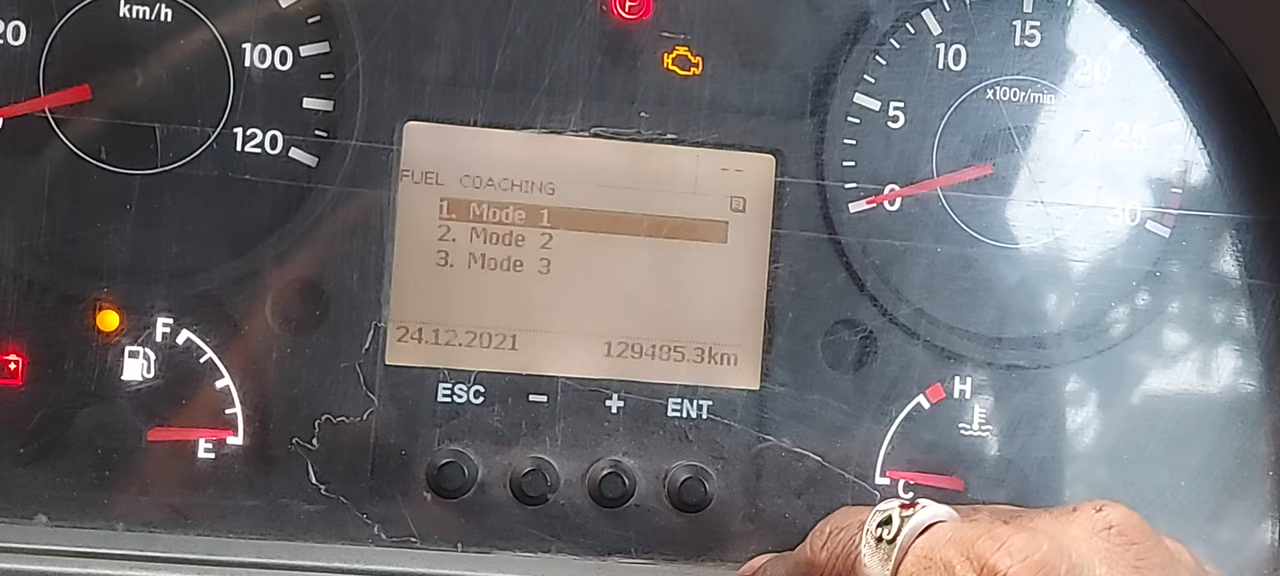 km/h
20
100
120
P
5
10
15
20
25
30
0
x100r/min
FUEL COACHING
--
1. Mode 1
2. Mode 2
3. Mode 3
24.12.2021
129485.3km
F
E
H
C
ESC
-
+
ENT